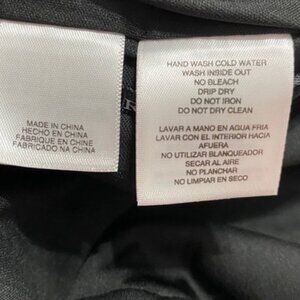 MADE IN CHINA
HECHO EN CHINA
FABRIQUE EN CHINE
FABRICADO NA CHINA
R
HAND WASH COLD WATER
WASH INSIDE OUT
NO BLEACH
DRIP DRY
DO NOT IRON
DO NOT DRY CLEAN
LAVAR A MANO EN AGUA FRIA
LAVAR CON EL INTERIOR HACIA
AFUERA
NO UTILIZAR BLANQUEADOR
SECAR AL AIRE
NO PLANCHAR
NO LIMPIAR EN SECO